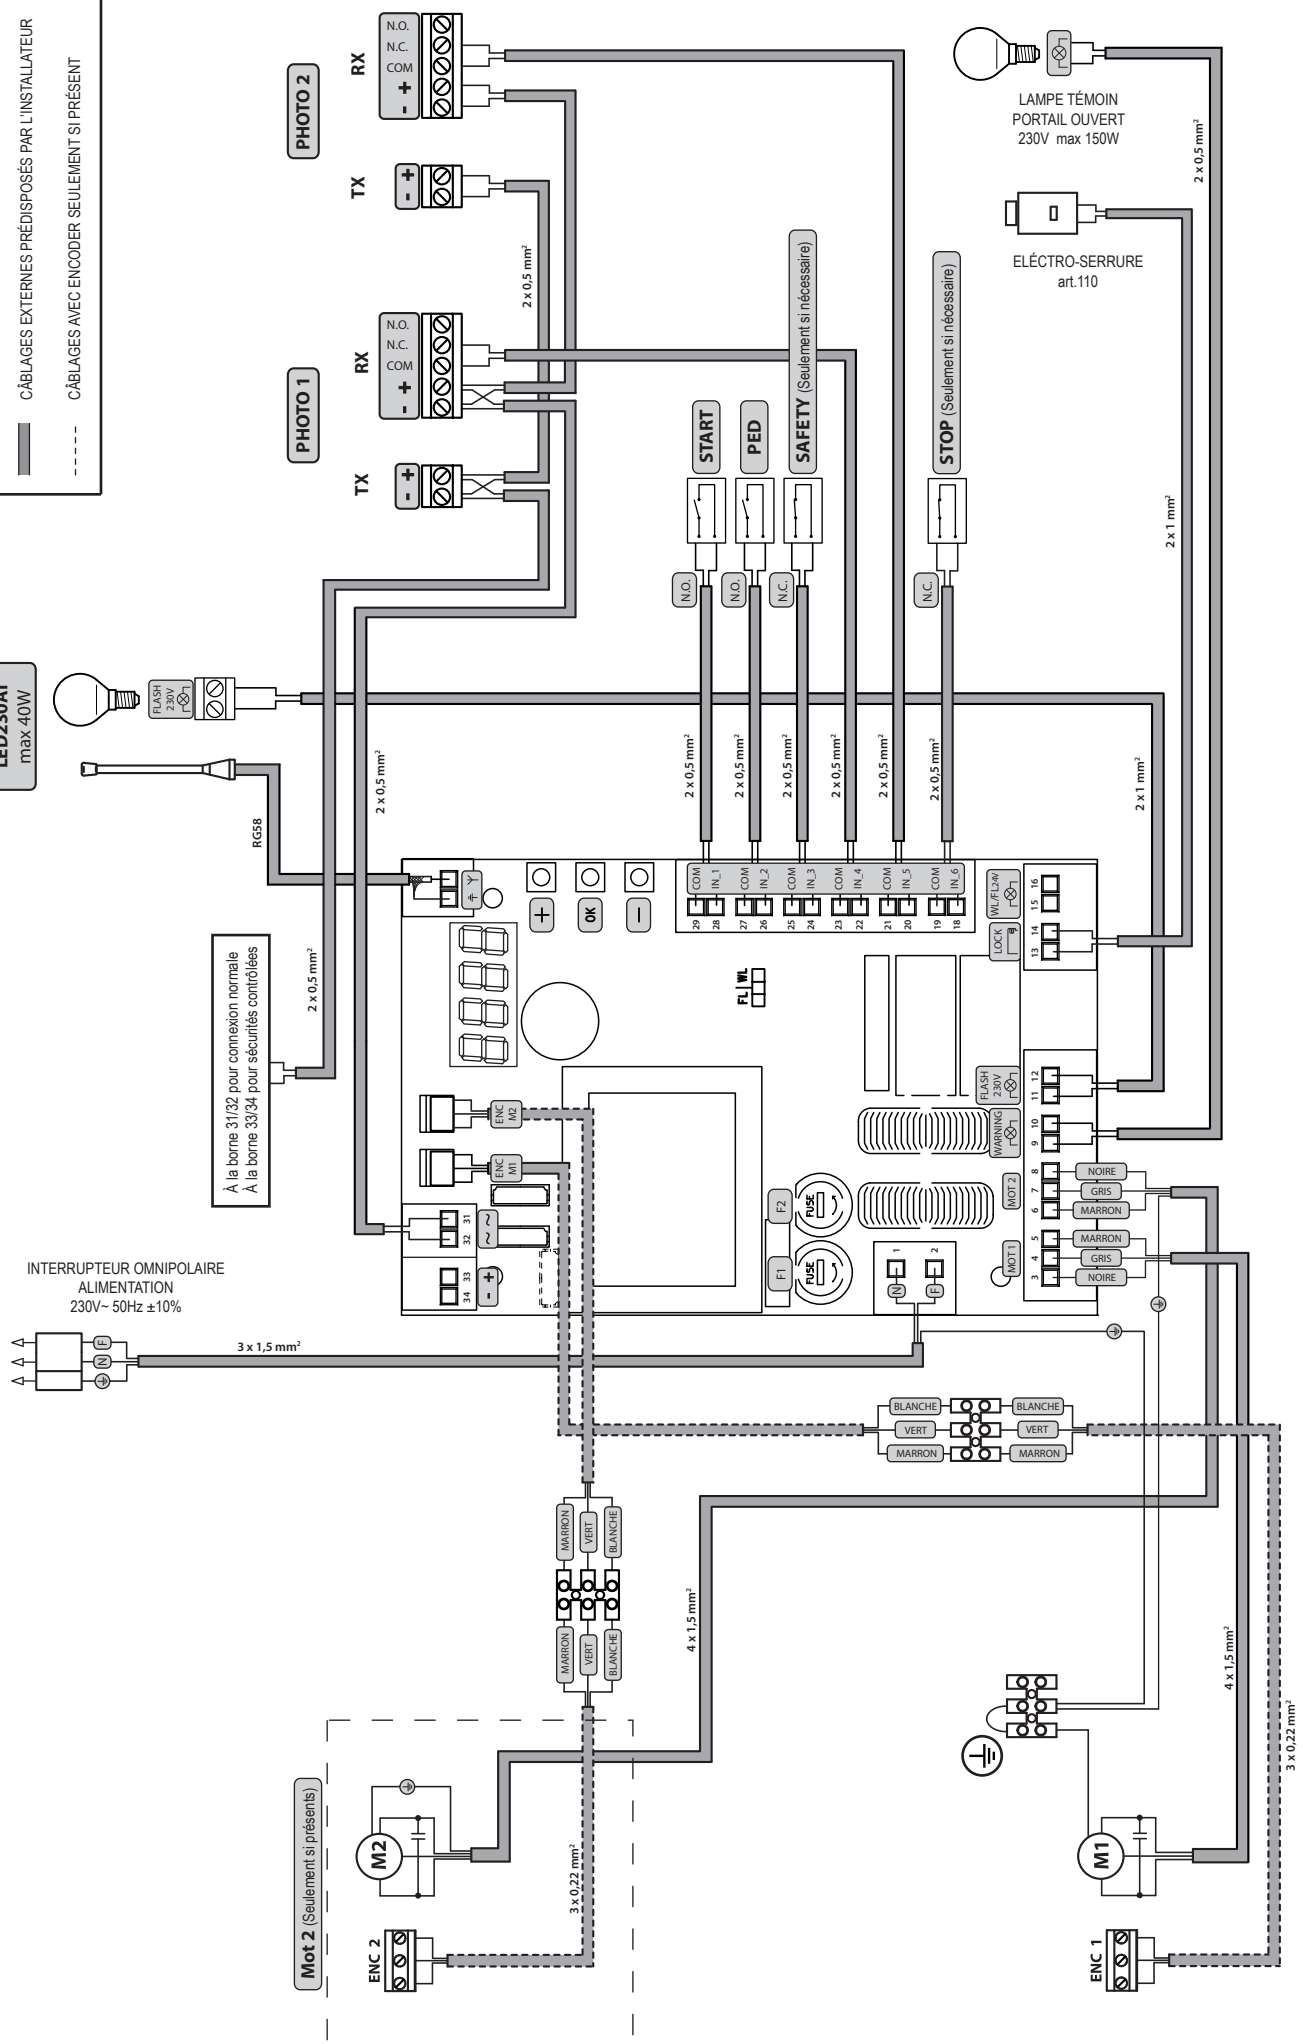 CÂBLAGES EXTERNES PRÉDISPOSÉS PAR L'INSTALLATEUR
CÂBLAGES AVEC ENCODER SEULEMENT SI PRÉSENT
PHOTO 2
RX
N.O.
N.C.
COM
- +
TX
- +
2 x 0,5 mm²
PHOTO 1
RX
N.O.
N.C.
COM
- +
TX
- +
LAMPE TÉMOIN
PORTAIL OUVERT
230V max 150W
2 x 0,5 mm²
ELÉCTRO-SERRURE
art.110
2 x 1 mm²
START
PED
SAFETY (Seulement si nécessaire)
STOP (Seulement si nécessaire)
N.O.
N.O.
N.C.
N.C.
max 40W
FLASH
230V
RG58
2 x 0,5 mm²
2 x 0,5 mm²
2 x 0,5 mm²
2 x 0,5 mm²
2 x 0,5 mm²
2 x 0,5 mm²
2 x 0,5 mm²
2 x 1 mm²
À la borne 31/32 pour connexion normale
À la borne 33/34 pour sécurités contrôlées
2 x 0,5 mm²
+
OK
-
COM
IN_1
COM
IN_2
COM
IN_3
COM
IN_4
COM
IN_5
COM
IN_6
29
28
27
26
25
24
23
22
21
20
19
18
FL WL
WL/FL24V
LOCK
16
15
14
13
FLASH
230V
WARNING
MOT 2
MOT 1
12
11
10
9
8
7
6
5
4
3
NOIRE
GRIS
MARRON
MARRON
GRIS
NOIRE
ENC
M2
ENC
M1
31
32
33
34
~ ~
- +
F2
F1
FUSE
FUSE
1
2
N
F
INTERRUPTEUR OMNIPOLAIRE
ALIMENTATION
230V~ 50Hz ±10%
F
N
3 x 1,5 mm²
BLANCHE
VERT
MARRON
BLANCHE
VERT
MARRON
MARRON
VERT
BLANCHE
MARRON
VERT
BLANCHE
4 x 1,5 mm²
4 x 1,5 mm²
3 x 0,22 mm²
3 x 0,22 mm²
Mot 2 (Seulement si présents)
M2
ENC 2
M1
ENC 1